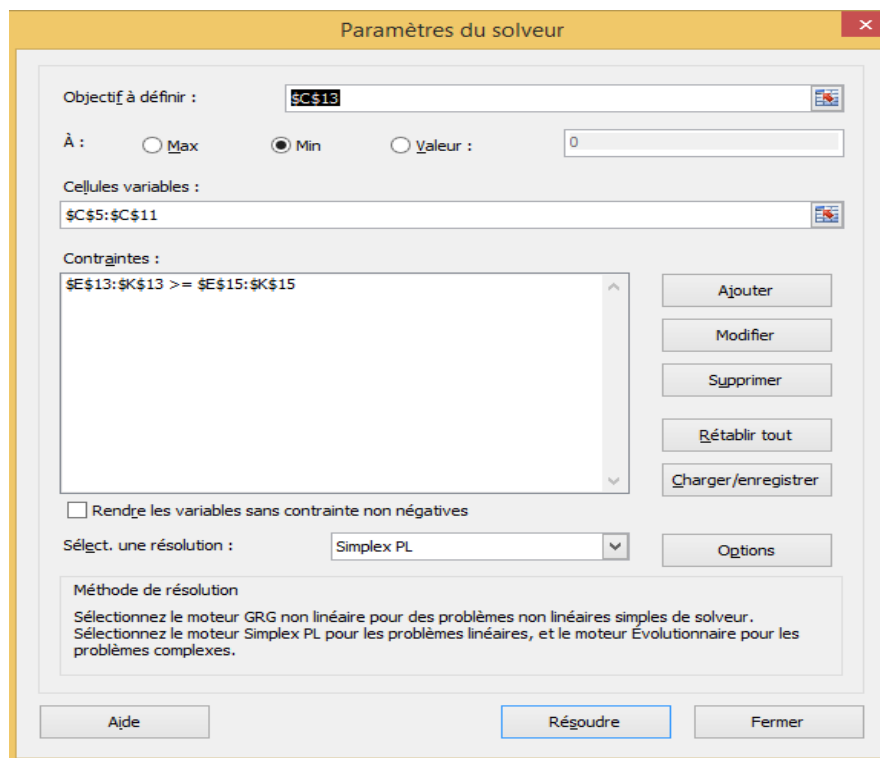 Paramètres du solveur
Objectif à définir :
$C$13
À :
Max
Min
Valeur :
0
Cellules variables :
$C$5:$C$11
Contraintes :
$E$13:$K$13 >= $E$15:$K$15
Ajouter
Modifier
Supprimer
Rétablir tout
Charger/enregistrer
Rendre les variables sans contrainte non négatives
Sélect. une résolution :
Simplex PL
Options
Méthode de résolution
Sélectionnez le moteur GRG non linéaire pour des problèmes non linéaires simples de solveur.
Sélectionnez le moteur Simplex PL pour les problèmes linéaires, et le moteur Évolutionnaire pour les
problèmes complexes.
Aide
Résoudre
Fermer